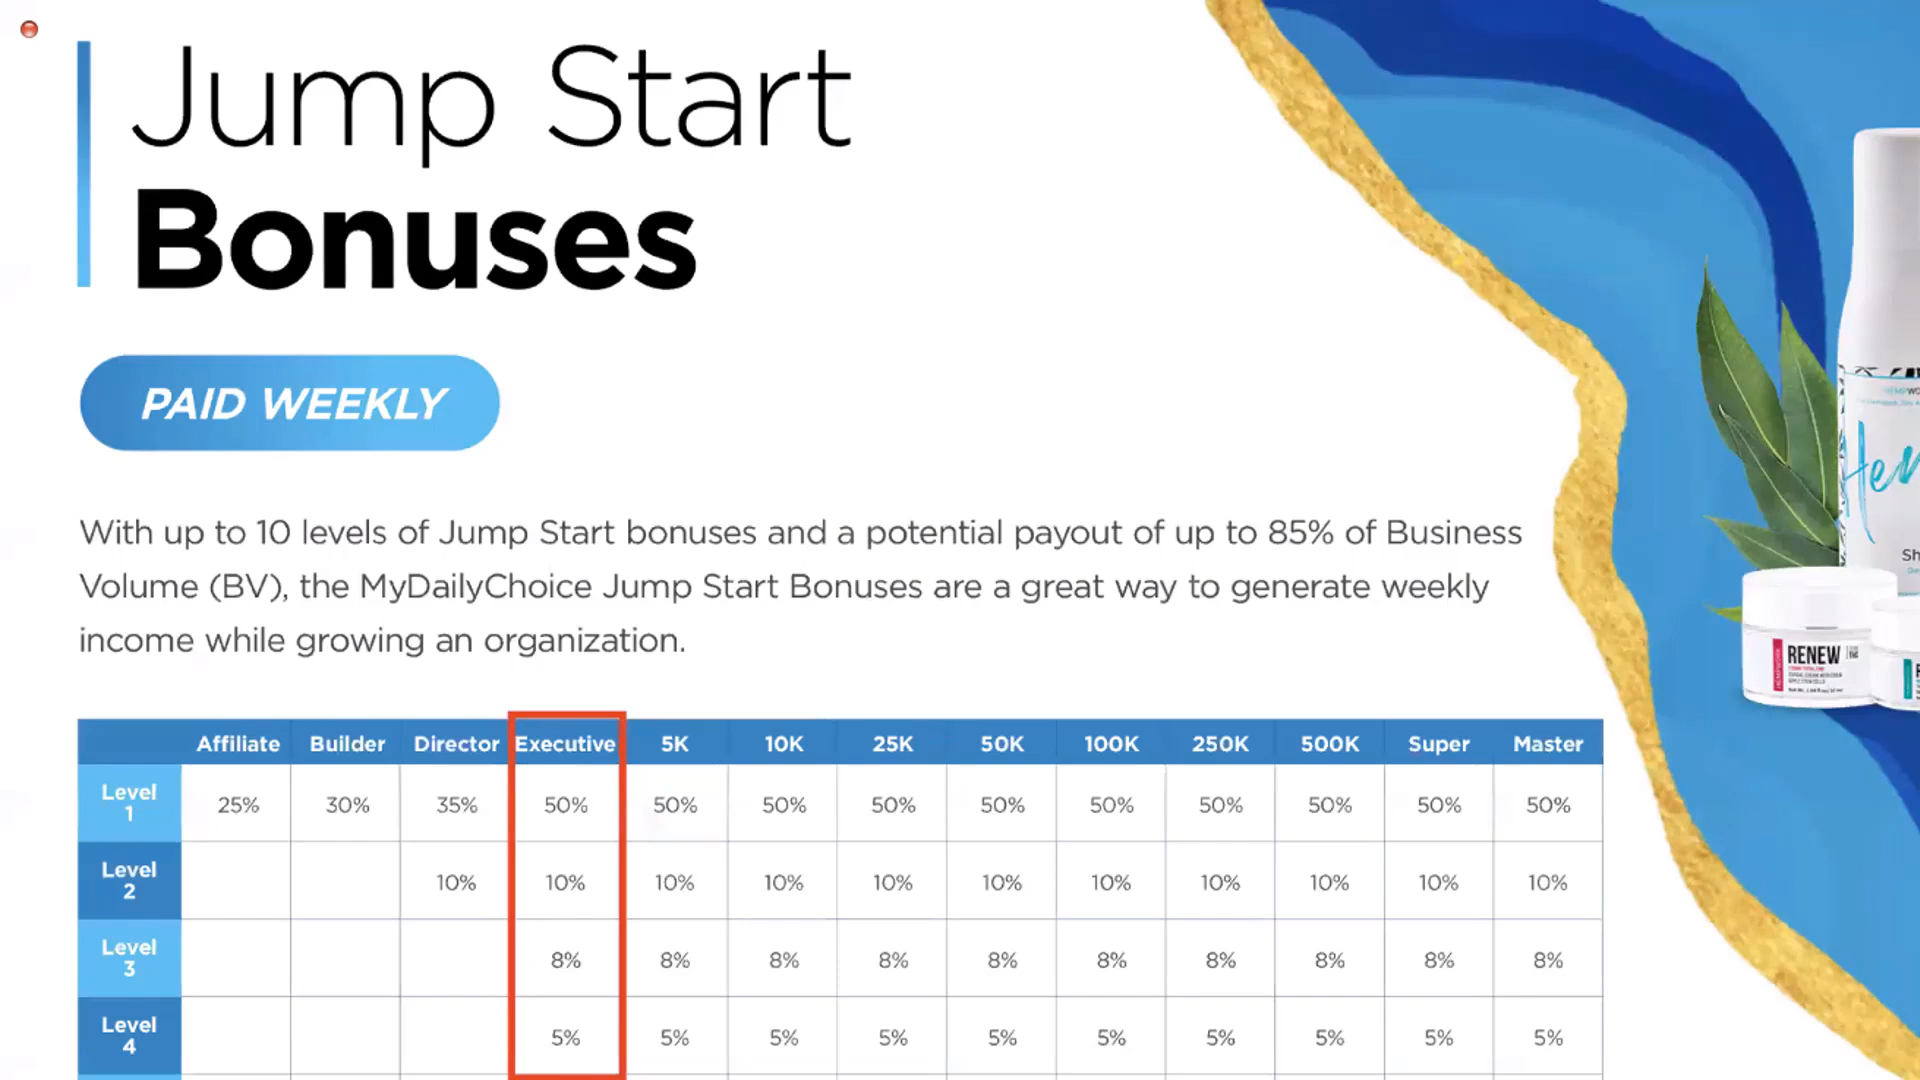 Jump Start
Bonuses
PAID WEEKLY
With up to 10 levels of Jump Start bonuses and a potential payout of up to 85% of Business
Volume (BV), the MyDailyChoice Jump Start Bonuses are a great way to generate weekly
income while growing an organization.
RENEW
Affiliate Builder Director Executive 5K 10K 25K 50K 100K 250K 500K Super Master
Level
1
25% 30% 35% 50% 50% 50% 50% 50% 50% 50% 50% 50% 50%
Level
2
10% 10% 10% 10% 10% 10% 10% 10% 10% 10% 10%
Level
3
8% 8% 8% 8% 8% 8% 8% 8% 8% 8%
Level
4
5% 5% 5% 5% 5% 5% 5% 5% 5% 5%